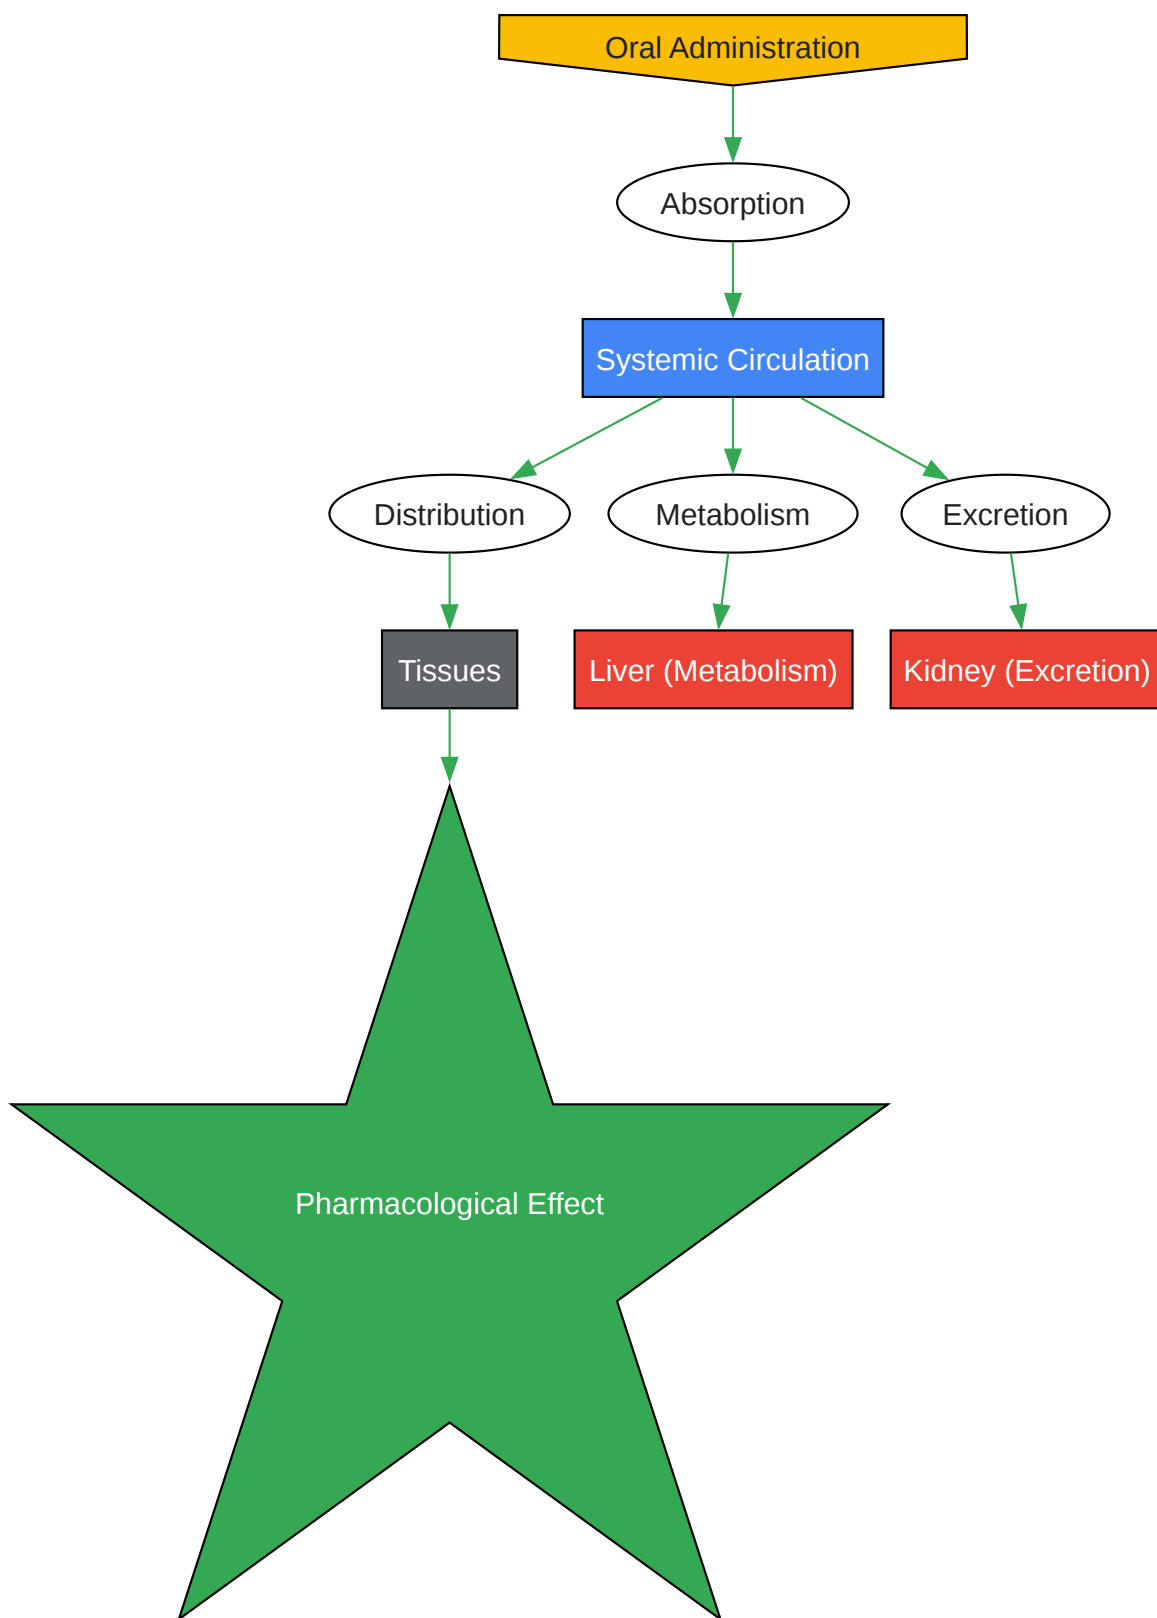 Oral Administration
Absorption
Systemic Circulation
Distribution
Metabolism
Excretion
Tissues
Liver (Metabolism)
Kidney (Excretion)
Pharmacological Effect